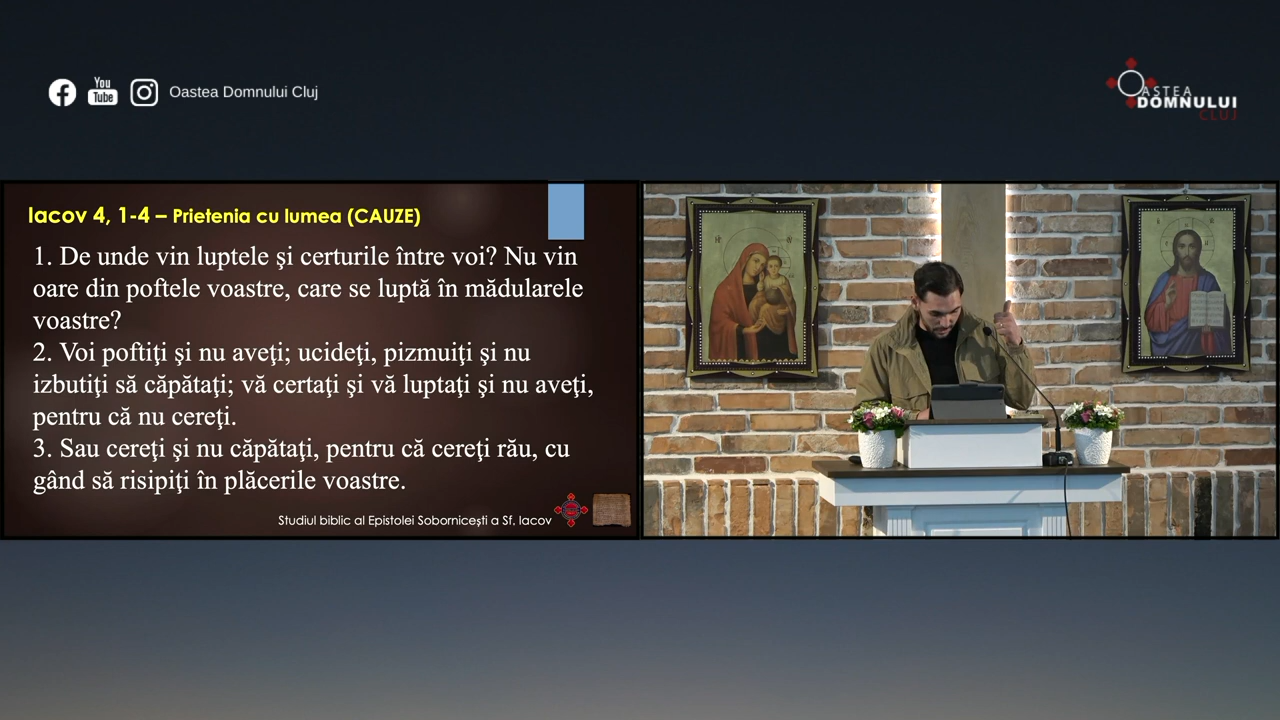 You
Tube
Oastea Domnului Cluj
OASTEA
DOMNULUI
CLUJ
Iacov 4, 1-4 – Prietenia cu lumea (CAUZE)
1. De unde vin luptele şi certurile între voi? Nu vin
oare din poftele voastre, care se luptă în mădularele
voastre?
2. Voi poftiţi şi nu aveţi; ucideţi, pizmuiţi şi nu
izbutiţi să căpătaţi; vă certaţi şi vă luptaţi şi nu aveţi,
pentru că nu cereţi.
3. Sau cereţi şi nu căpătaţi, pentru că cereţi rău, cu
gând să risipiţi în plăcerile voastre.
Studiul biblic al Epistolei Sobornicești a Sf. Iacov